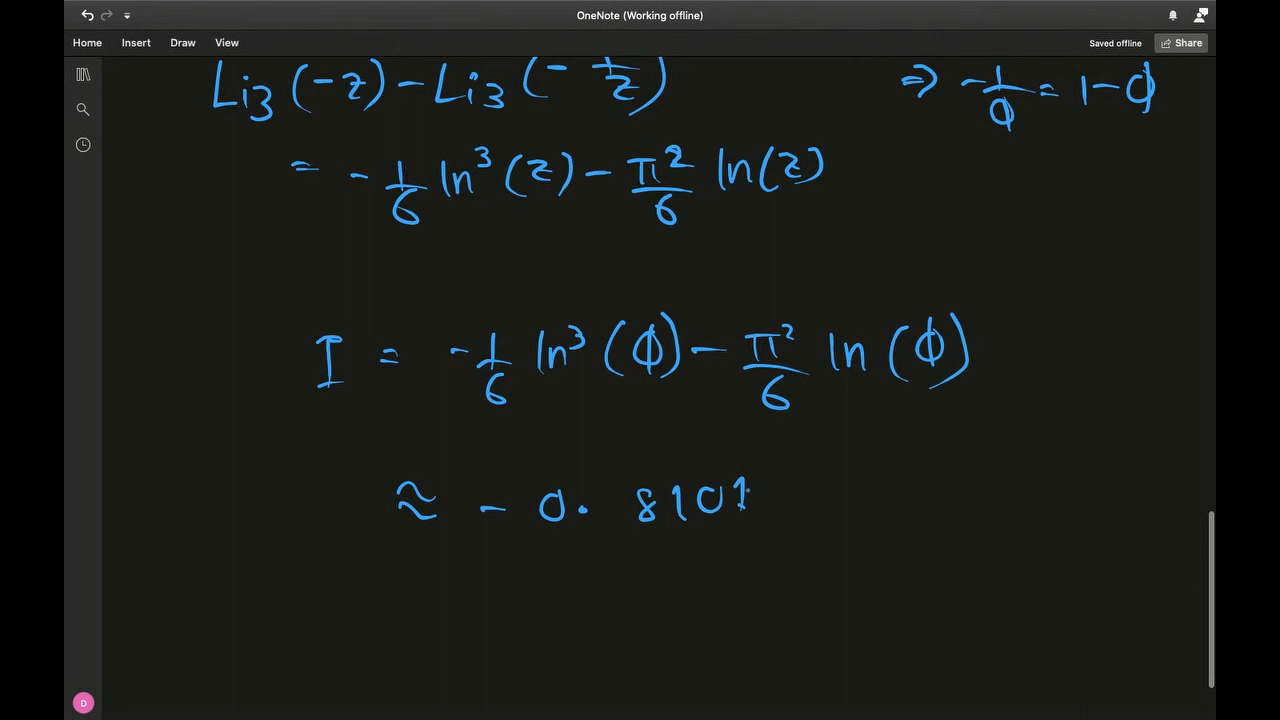 OneNote (Working offline)
Home Insert Draw View
Saved offline Share
Li₃(-z) - Li₃(-1/z)
⇒ -1/ϕ = 1-ϕ
= -1/6 ln³(z) - π²/6 ln(z)
I = -1/6 ln³(ϕ) - π²/6 ln(ϕ)
≈ -0.8101
D